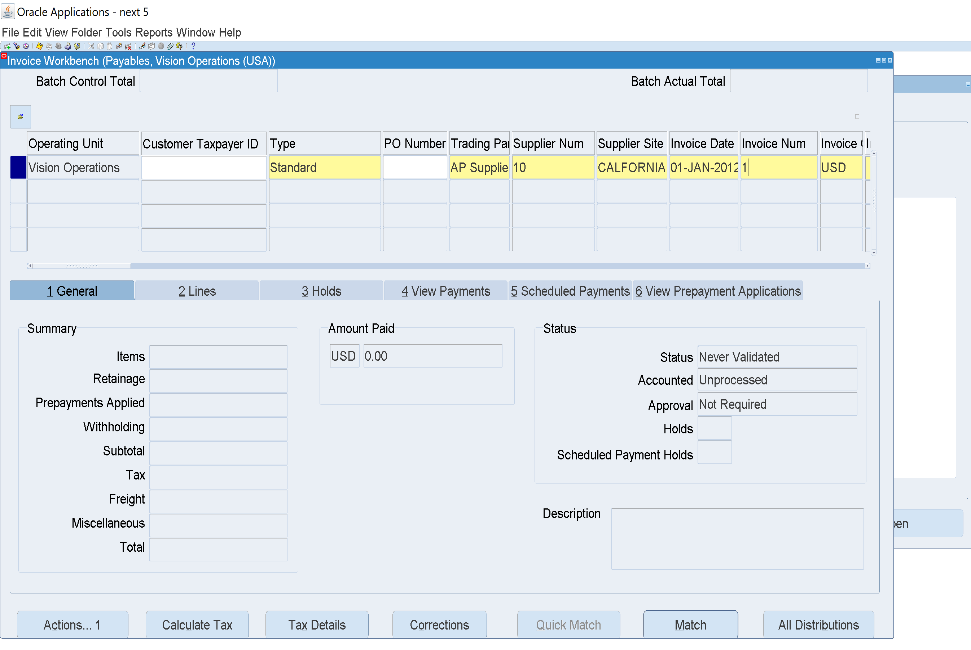 Oracle Applications - next 5
File Edit View Folder Tools Reports Window Help
Invoice Workbench (Payables, Vision Operations (USA))
Batch Control Total
Batch Actual Total
Operating Unit Customer Taxpayer ID Type PO Number Trading Par Supplier Num Supplier Site Invoice Date Invoice Num Invoice
Vision Operations Standard AP Supplie 10 CALFORNIA 01-JAN-2012 1 USD
1 General 2 Lines 3 Holds 4 View Payments 5 Scheduled Payments 6 View Prepayment Applications
Summary
Amount Paid
Status
Items
USD 0.00
Status Never Validated
Retainage
Accounted Unprocessed
Prepayments Applied
Approval Not Required
Withholding
Holds
Subtotal
Scheduled Payment Holds
Tax
Freight
Description
Miscellaneous
Total
pen
Actions... 1 Calculate Tax Tax Details Corrections Quick Match Match All Distributions